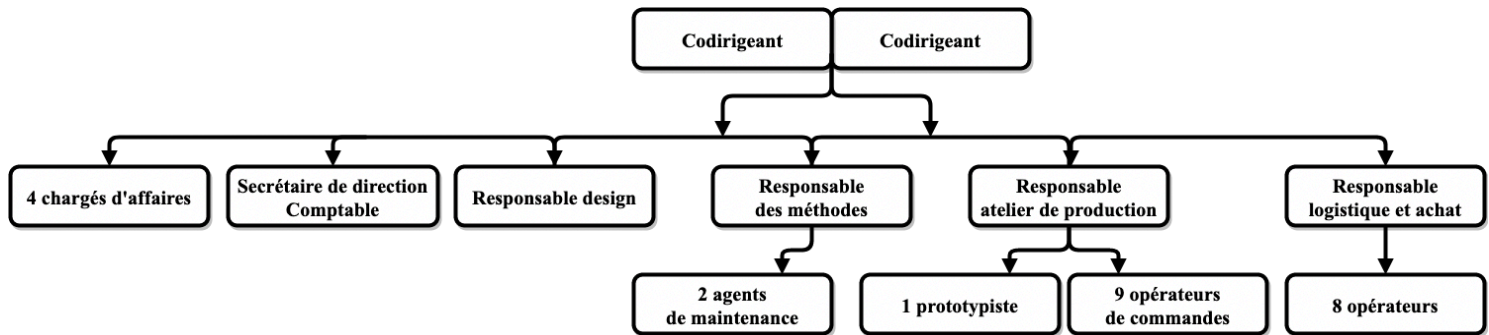 Codirigeant
Codirigeant
4 chargés d'affaires
Secrétaire de direction
Comptable
Responsable design
Responsable
des méthodes
Responsable
atelier de production
Responsable
logistique et achat
2 agents
de maintenance
1 prototypiste
9 opérateurs
de commandes
8 opérateurs